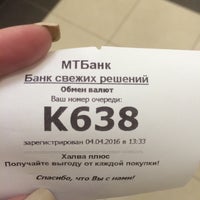 МТБанк
Банк свежих решений
Обмен валют
Ваш номер очереди:
К638
зарегистрирован 04.04.2016 в 13:33
Халва плюс
Получайте выгоду от каждой покупки!
Спасибо, что Вы с нами!